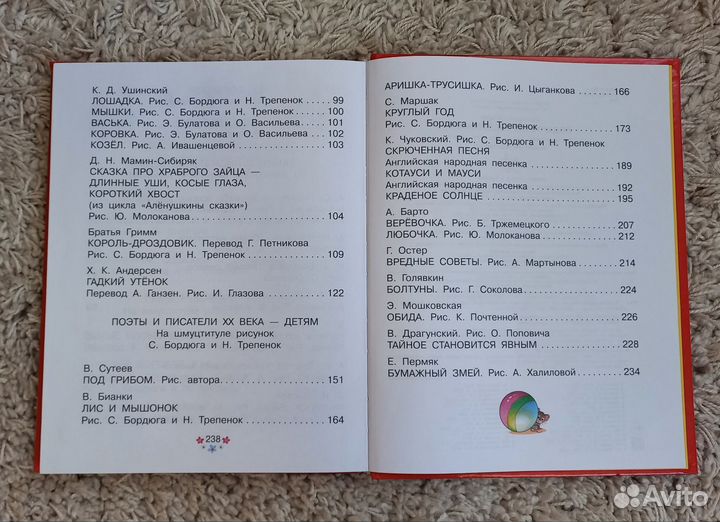 К. Д. Ушинский
ЛОШАДКА. Рис. С. Бордюга и Н. Трепенок . . . . . 99
МЫШКИ. Рис. С. Бордюга и Н. Трепенок . . . . . . 100
ВАСЬКА. Рис. Э. Булатова и О. Васильева . . . . 101
КОРОВКА. Рис. Э. Булатова и О. Васильева . . 102
КОЗЁЛ. Рис. А. Ивашенцевой . . . . . . . . . . . . 103
Д. Н. Мамин-Сибиряк
СКАЗКА ПРО ХРАБРОГО ЗАЙЦА —
ДЛИННЫЕ УШИ, КОСЫЕ ГЛАЗА,
КОРОТКИЙ ХВОСТ
(из цикла «Алёнушкины сказки»)
Рис. Ю. Молоканова . . . . . . . . . . . . . . . . . 104
Братья Гримм
КОРОЛЬ-ДРОЗДОВИК. Перевод Г. Петникова
Рис. С. Бордюга и Н. Трепенок . . . . . . . . . . . 109
Х. К. Андерсен
ГАДКИЙ УТЁНОК
Перевод А. Ганзен. Рис. И. Глазова . . . . . . . . 122
ПОЭТЫ И ПИСАТЕЛИ XX ВЕКА — ДЕТЯМ
На шмуцтитуле рисунок
С. Бордюга и Н. Трепенок
В. Сутеев
ПОД ГРИБОМ. Рис. автора . . . . . . . . . . . . . . 151
В. Бианки
ЛИС И МЫШОНОК
Рис. С. Бордюга и Н. Трепенок . . . . . . . . . . . 164
238
АРИШКА-ТРУСИШКА. Рис. И. Цыганкова . . . . 166
С. Маршак
КРУГЛЫЙ ГОД
Рис. С. Бордюга и Н. Трепенок . . . . . . . . . . . 173
К. Чуковский. Рис. С. Бордюга и Н. Трепенок
СКРЮЧЕННАЯ ПЕСНЯ
Английская народная песенка . . . . . . . . . . . 189
КОТАУСИ И МАУСИ
Английская народная песенка . . . . . . . . . . . 192
КРАДЕНОЕ СОЛНЦЕ . . . . . . . . . . . . . . . . . . 195
А. Барто
ВЕРЁВОЧКА. Рис. Б. Тржемецкого . . . . . . . . 207
ЛЮБОЧКА. Рис. Ю. Молоканова . . . . . . . . . . 212
Г. Остер
ВРЕДНЫЕ СОВЕТЫ. Рис. А. Мартынова . . . . . 214
В. Голявкин
БОЛТУНЫ. Рис. Г. Соколова . . . . . . . . . . . . . 224
Э. Мошковская
ОБИДА. Рис. К. Почтенной . . . . . . . . . . . . . . 226
В. Драгунский. Рис. О. Поповича
ТАЙНОЕ СТАНОВИТСЯ ЯВНЫМ . . . . . . . . . . . 228
Е. Пермяк
БУМАЖНЫЙ ЗМЕЙ. Рис. А. Халиловой . . . . . . 234
Avito